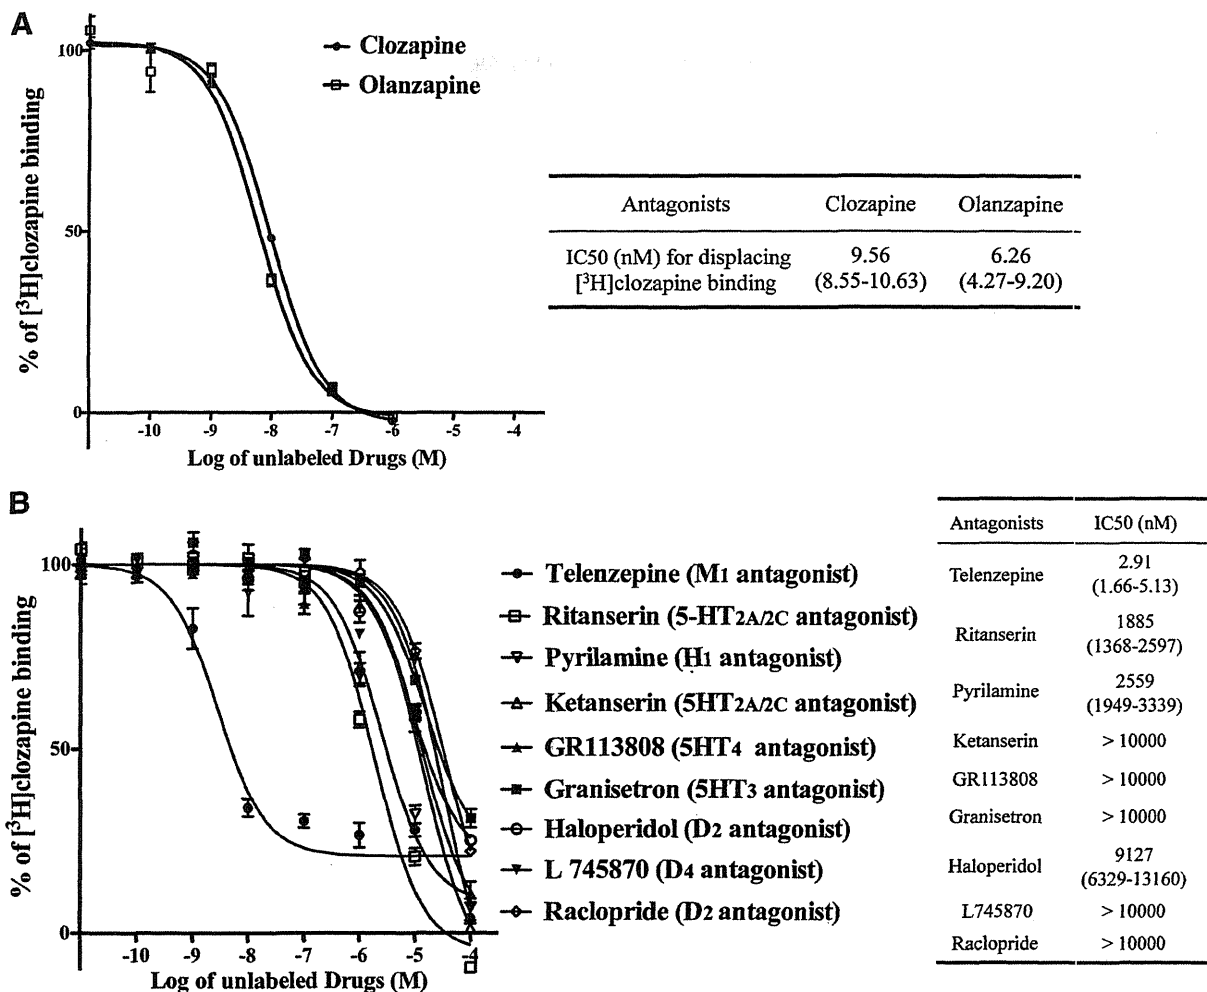 A
100
50
0
% of [³H]clozapine binding
-10 -9 -8 -7 -6 -5 -4
Log of unlabeled Drugs (M)
Clozapine
Olanzapine
Antagonists Clozapine Olanzapine
IC50 (nM) for displacing [³H]clozapine binding 9.56 (8.55-10.63) 6.26 (4.27-9.20)
B
100
50
0
% of [³H]clozapine binding
-10 -9 -8 -7 -6 -5 -4
Log of unlabeled Drugs (M)
Telenzepine (M1 antagonist)
Ritanserin (5-HT2A/2C antagonist)
Pyrilamine (H1 antagonist)
Ketanserin (5HT2A/2C antagonist)
GR113808 (5HT4 antagonist)
Granisetron (5HT3 antagonist)
Haloperidol (D2 antagonist)
L 745870 (D4 antagonist)
Raclopride (D2 antagonist)
Antagonists IC50 (nM)
Telenzepine 2.91 (1.66-5.13)
Ritanserin 1885 (1368-2597)
Pyrilamine 2559 (1949-3339)
Ketanserin > 10000
GR113808 > 10000
Granisetron > 10000
Haloperidol 9127 (6329-13160)
L745870 > 10000
Raclopride > 10000